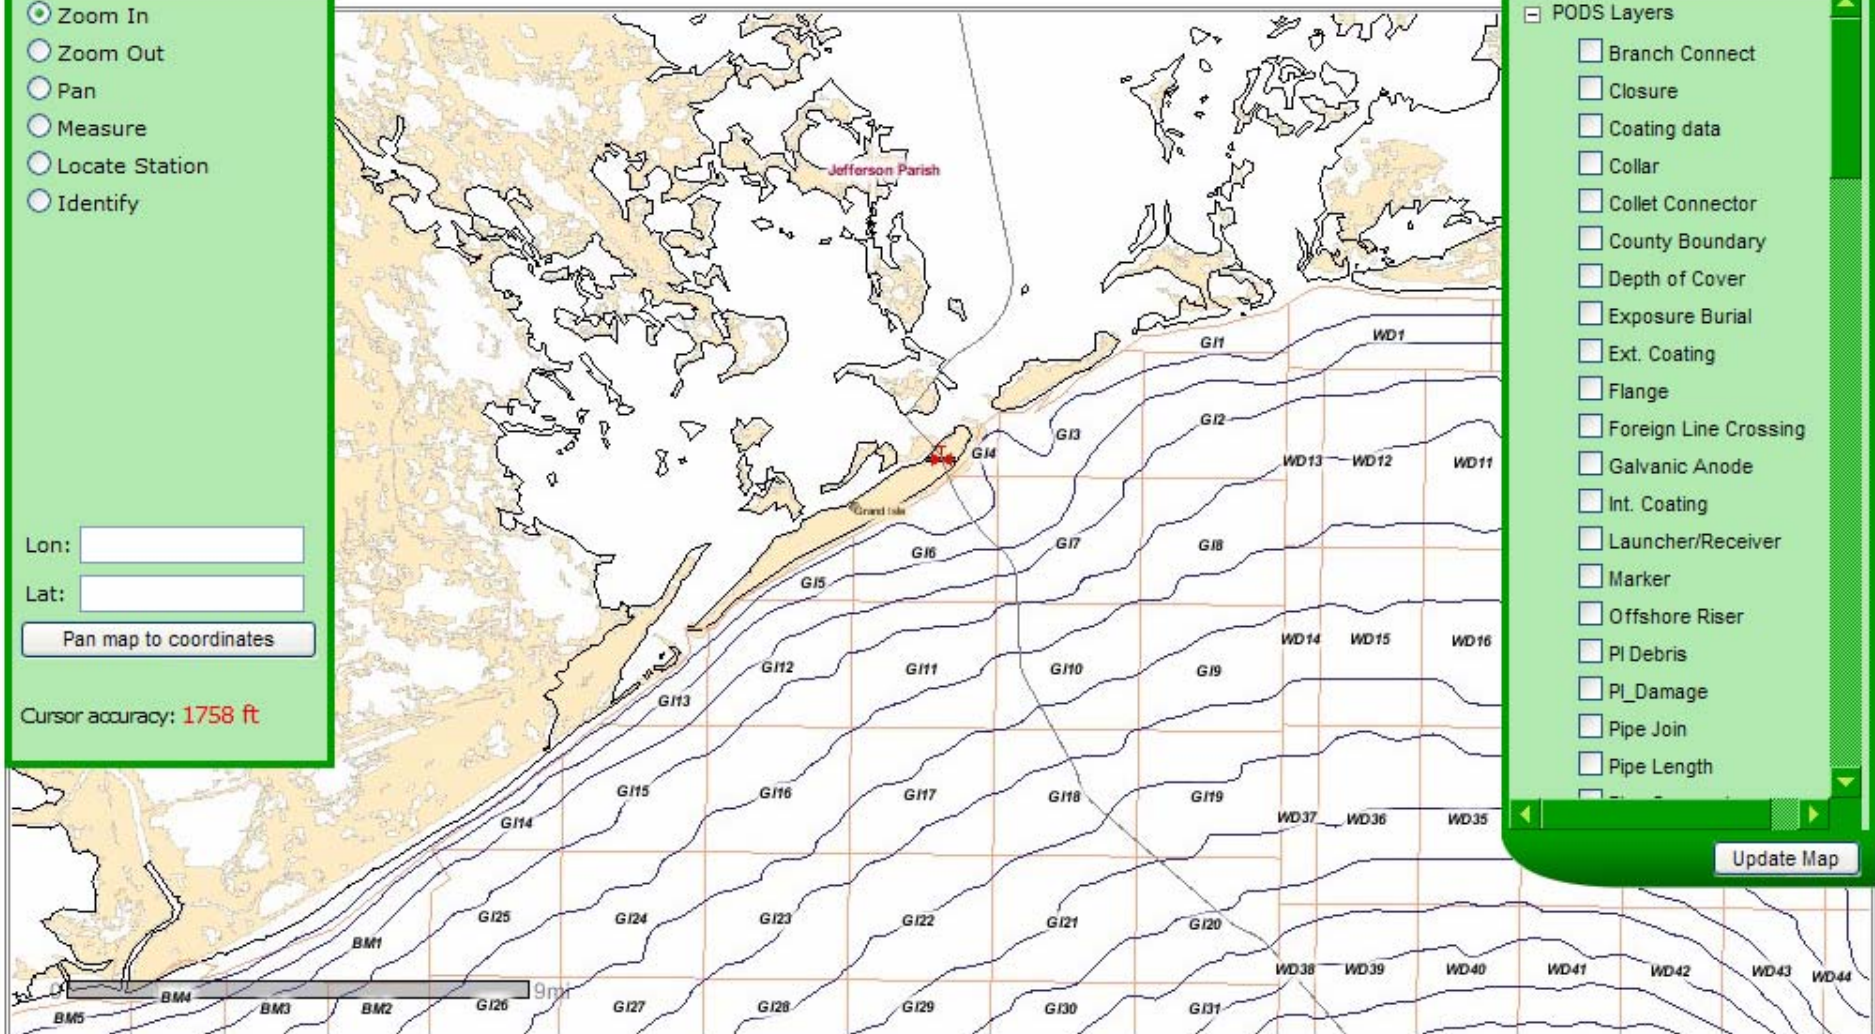 Zoom In
Zoom Out
Pan
Measure
Locate Station
Identify
Lon:
Lat:
Pan map to coordinates
Cursor accuracy: 1758 ft
Jefferson Parish
Grand Isle
GI1
WD1
GI2
GI3
GI4
WD13
WD12
WD11
GI6
GI7
GI8
GI5
WD14
WD15
WD16
GI12
GI11
GI10
GI9
GI13
GI15
GI16
GI17
GI18
GI19
GI14
WD37
WD36
WD35
GI25
GI24
GI23
GI22
GI21
GI20
BM1
WD38
WD39
WD40
WD41
WD42
WD43
WD44
0
9mi
BM5
BM4
BM3
BM2
GI26
GI27
GI28
GI29
GI30
GI31
PODS Layers
Branch Connect
Closure
Coating data
Collar
Collet Connector
County Boundary
Depth of Cover
Exposure Burial
Ext. Coating
Flange
Foreign Line Crossing
Galvanic Anode
Int. Coating
Launcher/Receiver
Marker
Offshore Riser
Pl Debris
Pl_Damage
Pipe Join
Pipe Length
Update Map